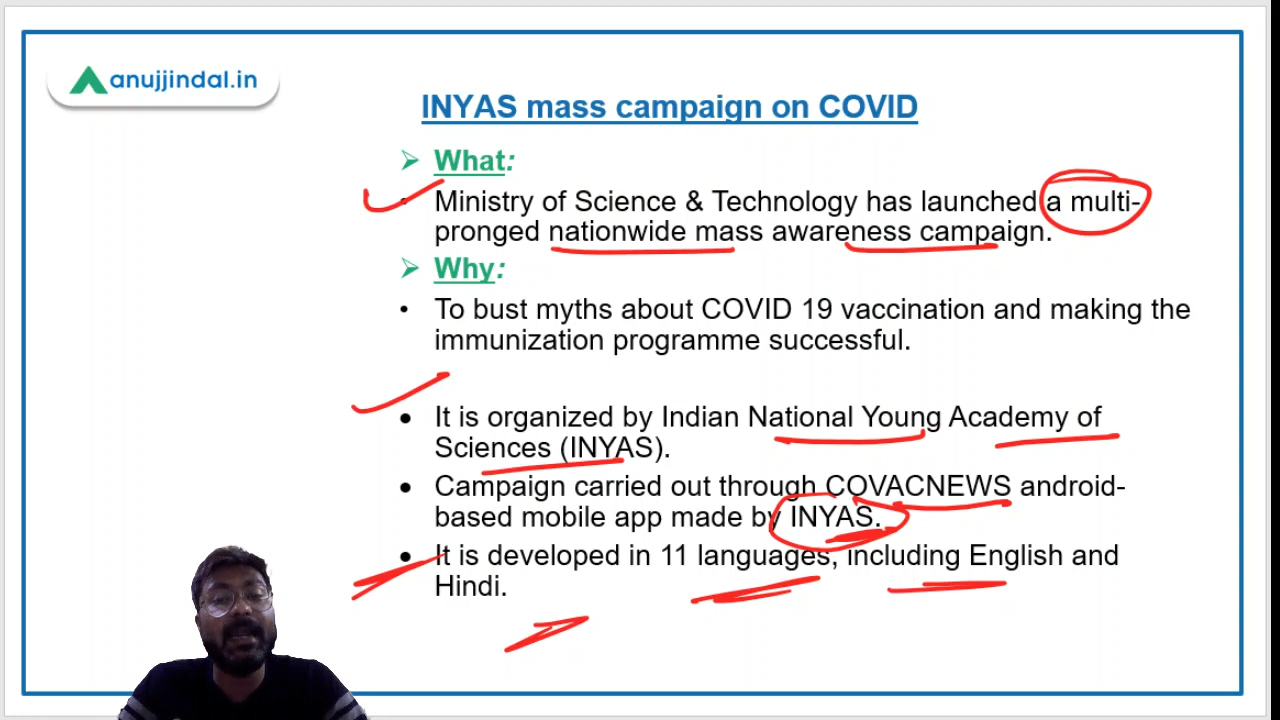 anujjindal.in
INYAS mass campaign on COVID
➢ What:
• Ministry of Science & Technology has launched a multi-
pronged nationwide mass awareness campaign.
➢ Why:
• To bust myths about COVID 19 vaccination and making the
immunization programme successful.
• It is organized by Indian National Young Academy of
Sciences (INYAS).
• Campaign carried out through COVACNEWS android-
based mobile app made by INYAS.
• It is developed in 11 languages, including English and
Hindi.